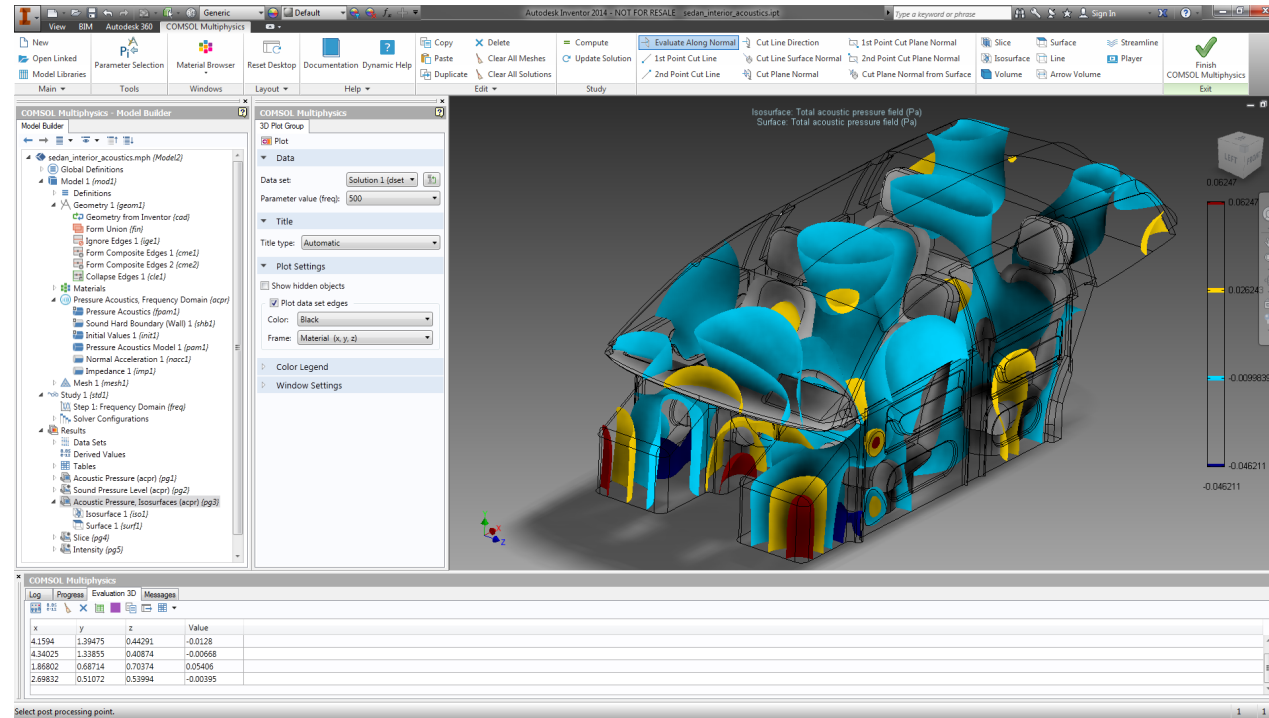 Generic
Default
Autodesk Inventor 2014 - NOT FOR RESALE sedan_interior_acoustics.ipt
Type a keyword or phrase
Sign In
View BIM Autodesk 360 COMSOL Multiphysics
New
Open Linked
Model Libraries
Parameter Selection
Material Browser
Reset Desktop
Documentation
Dynamic Help
Copy
Paste
Duplicate
Delete
Clear All Meshes
Clear All Solutions
Compute
Update Solution
Evaluate Along Normal
1st Point Cut Line
2nd Point Cut Line
Cut Line Direction
Cut Line Surface Normal
Cut Plane Normal
1st Point Cut Plane Normal
2nd Point Cut Plane Normal
Cut Plane Normal from Surface
Slice
Isosurface
Volume
Surface
Line
Arrow Volume
Streamline
Player
Finish
COMSOL Multiphysics
Main Tools Windows Layout Help Edit Study Exit
COMSOL Multiphysics - Model Builder
Model Builder
sedan_interior_acoustics.mph (Model2)
Global Definitions
Model 1 (mod1)
Definitions
Geometry 1 (geom1)
Geometry from Inventor (cad)
Form Union (fin)
Ignore Edges 1 (ige1)
Form Composite Edges 1 (cme1)
Form Composite Edges 2 (cme2)
Collapse Edges 1 (cle1)
Materials
Pressure Acoustics, Frequency Domain (acpr)
Pressure Acoustics (fpam1)
Sound Hard Boundary (Wall) 1 (shb1)
Initial Values 1 (init1)
Pressure Acoustics Model 1 (pam1)
Normal Acceleration 1 (nacc1)
Impedance 1 (imp1)
Mesh 1 (mesh1)
Study 1 (std1)
Step 1: Frequency Domain (freq)
Solver Configurations
Results
Data Sets
Derived Values
Tables
Acoustic Pressure (acpr) (pg1)
Sound Pressure Level (acpr) (pg2)
Acoustic Pressure, Isosurfaces (acpr) (pg3)
Isosurface 1 (iso1)
Surface 1 (surf1)
Slice (pg4)
Intensity (pg5)
COMSOL Multiphysics
3D Plot Group
Plot
Data
Data set: Solution 1 (dset
Parameter value (freq): 500
Title
Title type: Automatic
Plot Settings
Show hidden objects
Plot data set edges
Color: Black
Frame: Material (x, y, z)
Color Legend
Window Settings
Isosurface: Total acoustic pressure field (Pa)
Surface: Total acoustic pressure field (Pa)
LEFT
0.06247
0.06247
0.026243
-0.0099839
-0.046211
-0.046211
Y
X
Z
COMSOL Multiphysics
Log Progress Evaluation 3D Messages
x y z Value
4.1594 1.39475 0.44291 -0.0128
4.34025 1.33855 0.40874 -0.00668
1.86802 0.68714 0.70374 0.05406
2.69832 0.51072 0.53994 -0.00395
Select post processing point.
1 1